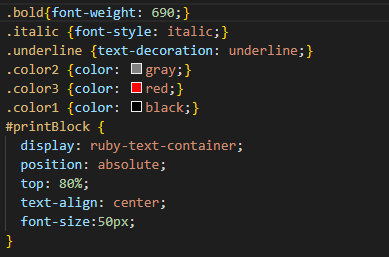 .bold{font-weight: 690;}
.italic {font-style: italic;}
.underline {text-decoration: underline;}
.color2 {color: gray;}
.color3 {color: red;}
.color1 {color: black;}
#printBlock {
  display: ruby-text-container;
  position: absolute;
  top: 80%;
  text-align: center;
  font-size:50px;
}